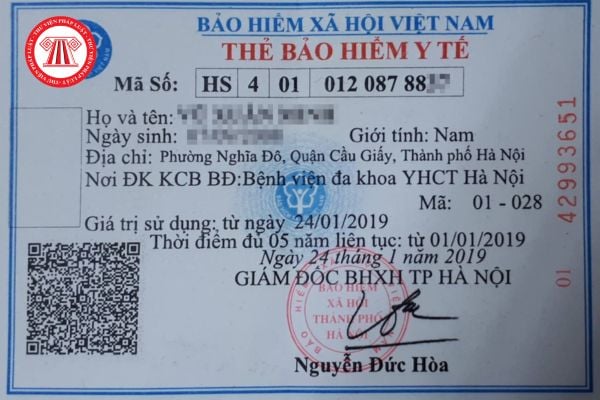 BẢO HIỂM XÃ HỘI VIỆT NAM
THẺ BẢO HIỂM Y TẾ
Mã Số: HS 4 01 012 087 88
Họ và tên:
Ngày sinh: Giới tính: Nam
Địa chỉ: Phường Nghĩa Đô, Quận Cầu Giấy, Thành phố Hà Nội
Nơi ĐK KCB BĐ:Bệnh viện đa khoa YHCT Hà Nội
Mã: 01 - 028
Giá trị sử dụng: từ ngày 24/01/2019
Thời điểm đủ 05 năm liên tục: từ 01/01/2019
Ngày 24 tháng 1 năm 2019
GIÁM ĐỐC BHXH TP HÀ NỘI
BẢO HIỂM
XÃ HỘI
THÀNH PHỐ
HÀ NỘI
Nguyễn Đức Hòa
01 42993651
THƯ VIỆN PHÁP LUẬT